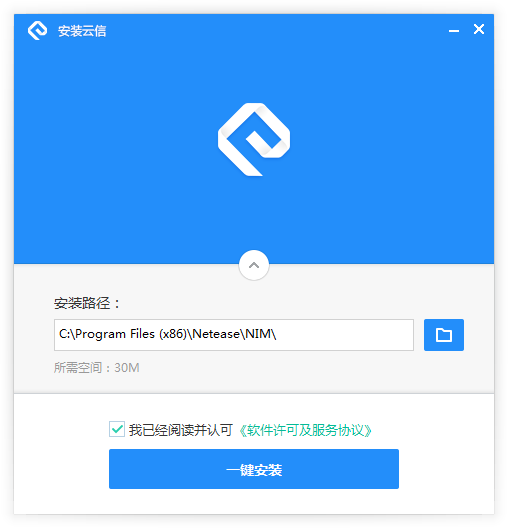 安装云信
安装路径：
C:\Program Files (x86)\Netease\NIM\
所需空间：30M
我已经阅读并认可《软件许可及服务协议》
一键安装